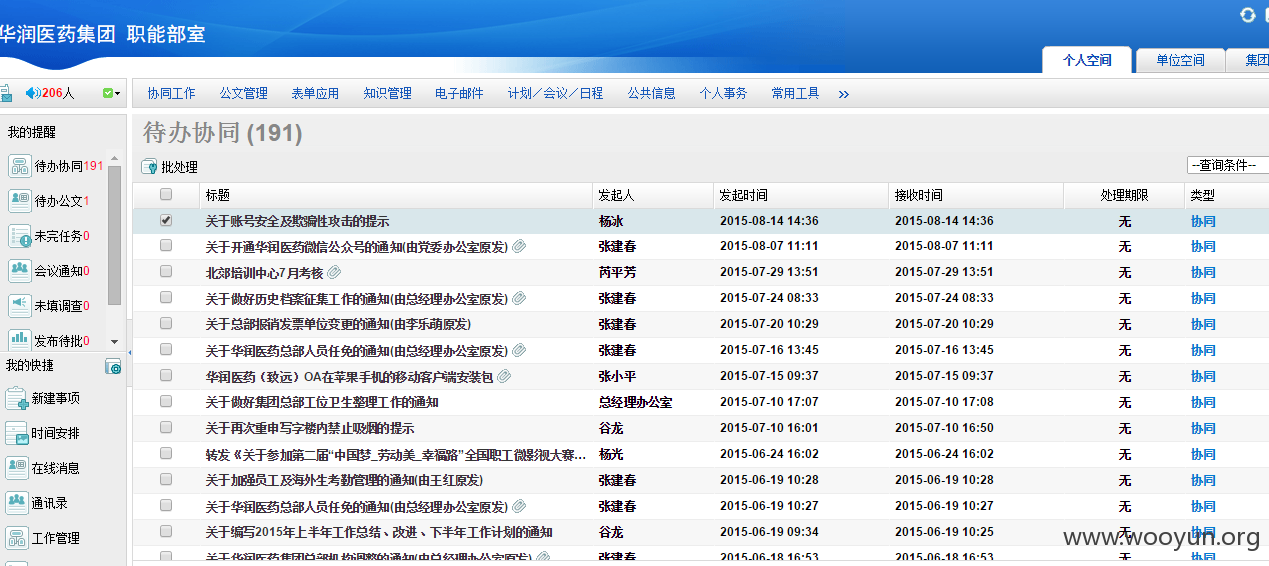 华润医药集团 职能部室
个人空间 单位空间 集团
206人 协同工作 公文管理 表单应用 知识管理 电子邮件 计划／会议／日程 公共信息 个人事务 常用工具 »
我的提醒
待办协同191
待办公文1
未完任务0
会议通知0
未填调查0
发布待批0
我的快捷
新建事项
时间安排
在线消息
通讯录
工作管理
待办协同 (191)
批处理 --查询条件--
标题 发起人 发起时间 接收时间 处理期限 类型
关于账号安全及欺骗性攻击的提示 杨冰 2015-08-14 14:36 2015-08-14 14:36 无 协同
关于开通华润医药微信公众号的通知(由党委办公室原发) 张建春 2015-08-07 11:11 2015-08-07 11:11 无 协同
北郊培训中心7月考核 芮平芳 2015-07-29 13:51 2015-07-29 13:51 无 协同
关于做好历史档案征集工作的通知(由总经理办公室原发) 张建春 2015-07-24 08:33 2015-07-24 08:33 无 协同
关于总部报销发票单位变更的通知(由李乐萌原发) 张建春 2015-07-20 10:29 2015-07-20 10:29 无 协同
关于华润医药总部人员任免的通知(由总经理办公室原发) 张建春 2015-07-16 13:45 2015-07-16 13:45 无 协同
华润医药（致远）OA在苹果手机的移动客户端安装包 张小平 2015-07-15 09:37 2015-07-15 09:37 无 协同
关于做好集团总部工位卫生整理工作的通知 总经理办公室 2015-07-10 17:07 2015-07-10 17:08 无 协同
关于再次重申写字楼内禁止吸烟的提示 谷龙 2015-07-10 16:01 2015-07-10 16:50 无 协同
转发《关于参加第二届“中国梦_劳动美_幸福路”全国职工微影视大赛... 杨光 2015-06-24 16:02 2015-06-24 16:02 无 协同
关于加强员工及海外生考勤管理的通知(由王红原发) 张建春 2015-06-19 10:28 2015-06-19 10:28 无 协同
关于华润医药总部人员任免的通知(由总经理办公室原发) 张建春 2015-06-19 10:27 2015-06-19 10:27 无 协同
关于编写2015年上半年工作总结、改进、下半年工作计划的通知 谷龙 2015-06-19 09:34 2015-06-19 10:25 无 协同
关于华润医药集团总部机构调整的通知(由总经理办公室原发) 张建春 2015-06-18 16:53 2015-06-18 16:53 无 协同
www.wooyun.org